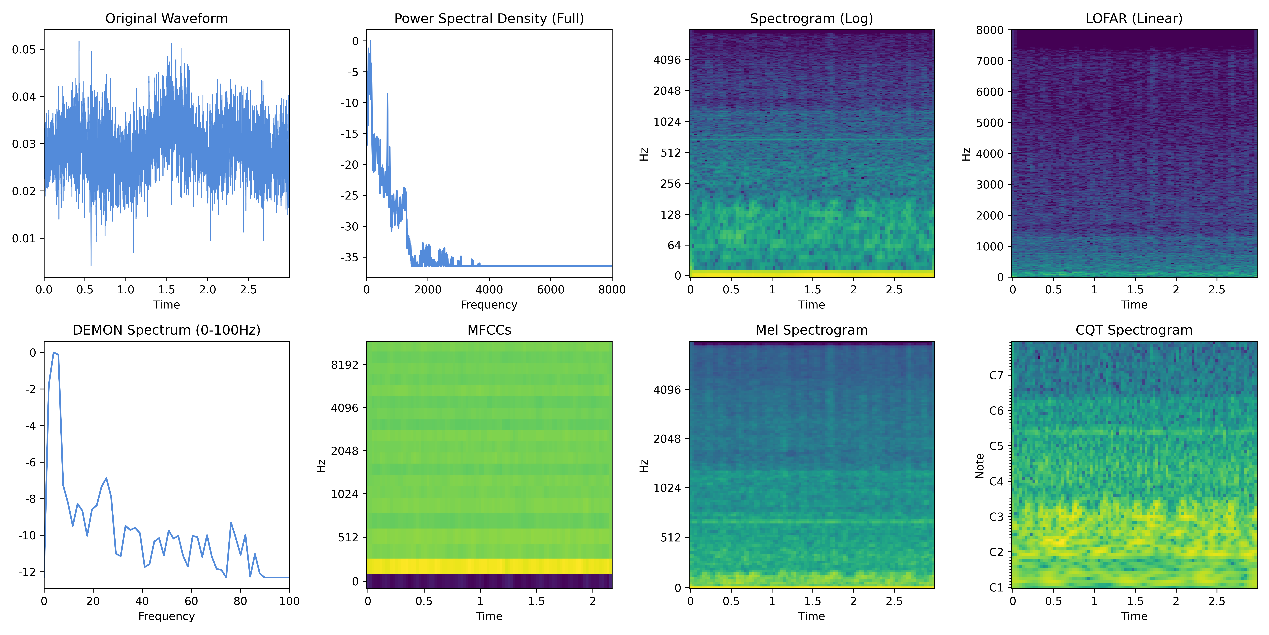 Original Waveform
0.05
0.04
0.03
0.02
0.01
0.0 0.5 1.0 1.5 2.0 2.5
Time
Power Spectral Density (Full)
0
-5
-10
-15
-20
-25
-30
-35
0 2000 4000 6000 8000
Frequency
Spectrogram (Log)
Hz
4096
2048
1024
512
256
128
64
0
0 0.5 1 1.5 2 2.5
Time
LOFAR (Linear)
Hz
8000
7000
6000
5000
4000
3000
2000
1000
0
0 0.5 1 1.5 2 2.5
Time
DEMON Spectrum (0-100Hz)
0
-2
-4
-6
-8
-10
-12
0 20 40 60 80 100
Frequency
MFCCs
Hz
8192
4096
2048
1024
512
0
0 0.5 1 1.5 2
Time
Mel Spectrogram
Hz
4096
2048
1024
512
0
0 0.5 1 1.5 2 2.5
Time
CQT Spectrogram
Note
C7
C6
C5
C4
C3
C2
C1
0 0.5 1 1.5 2 2.5
Time